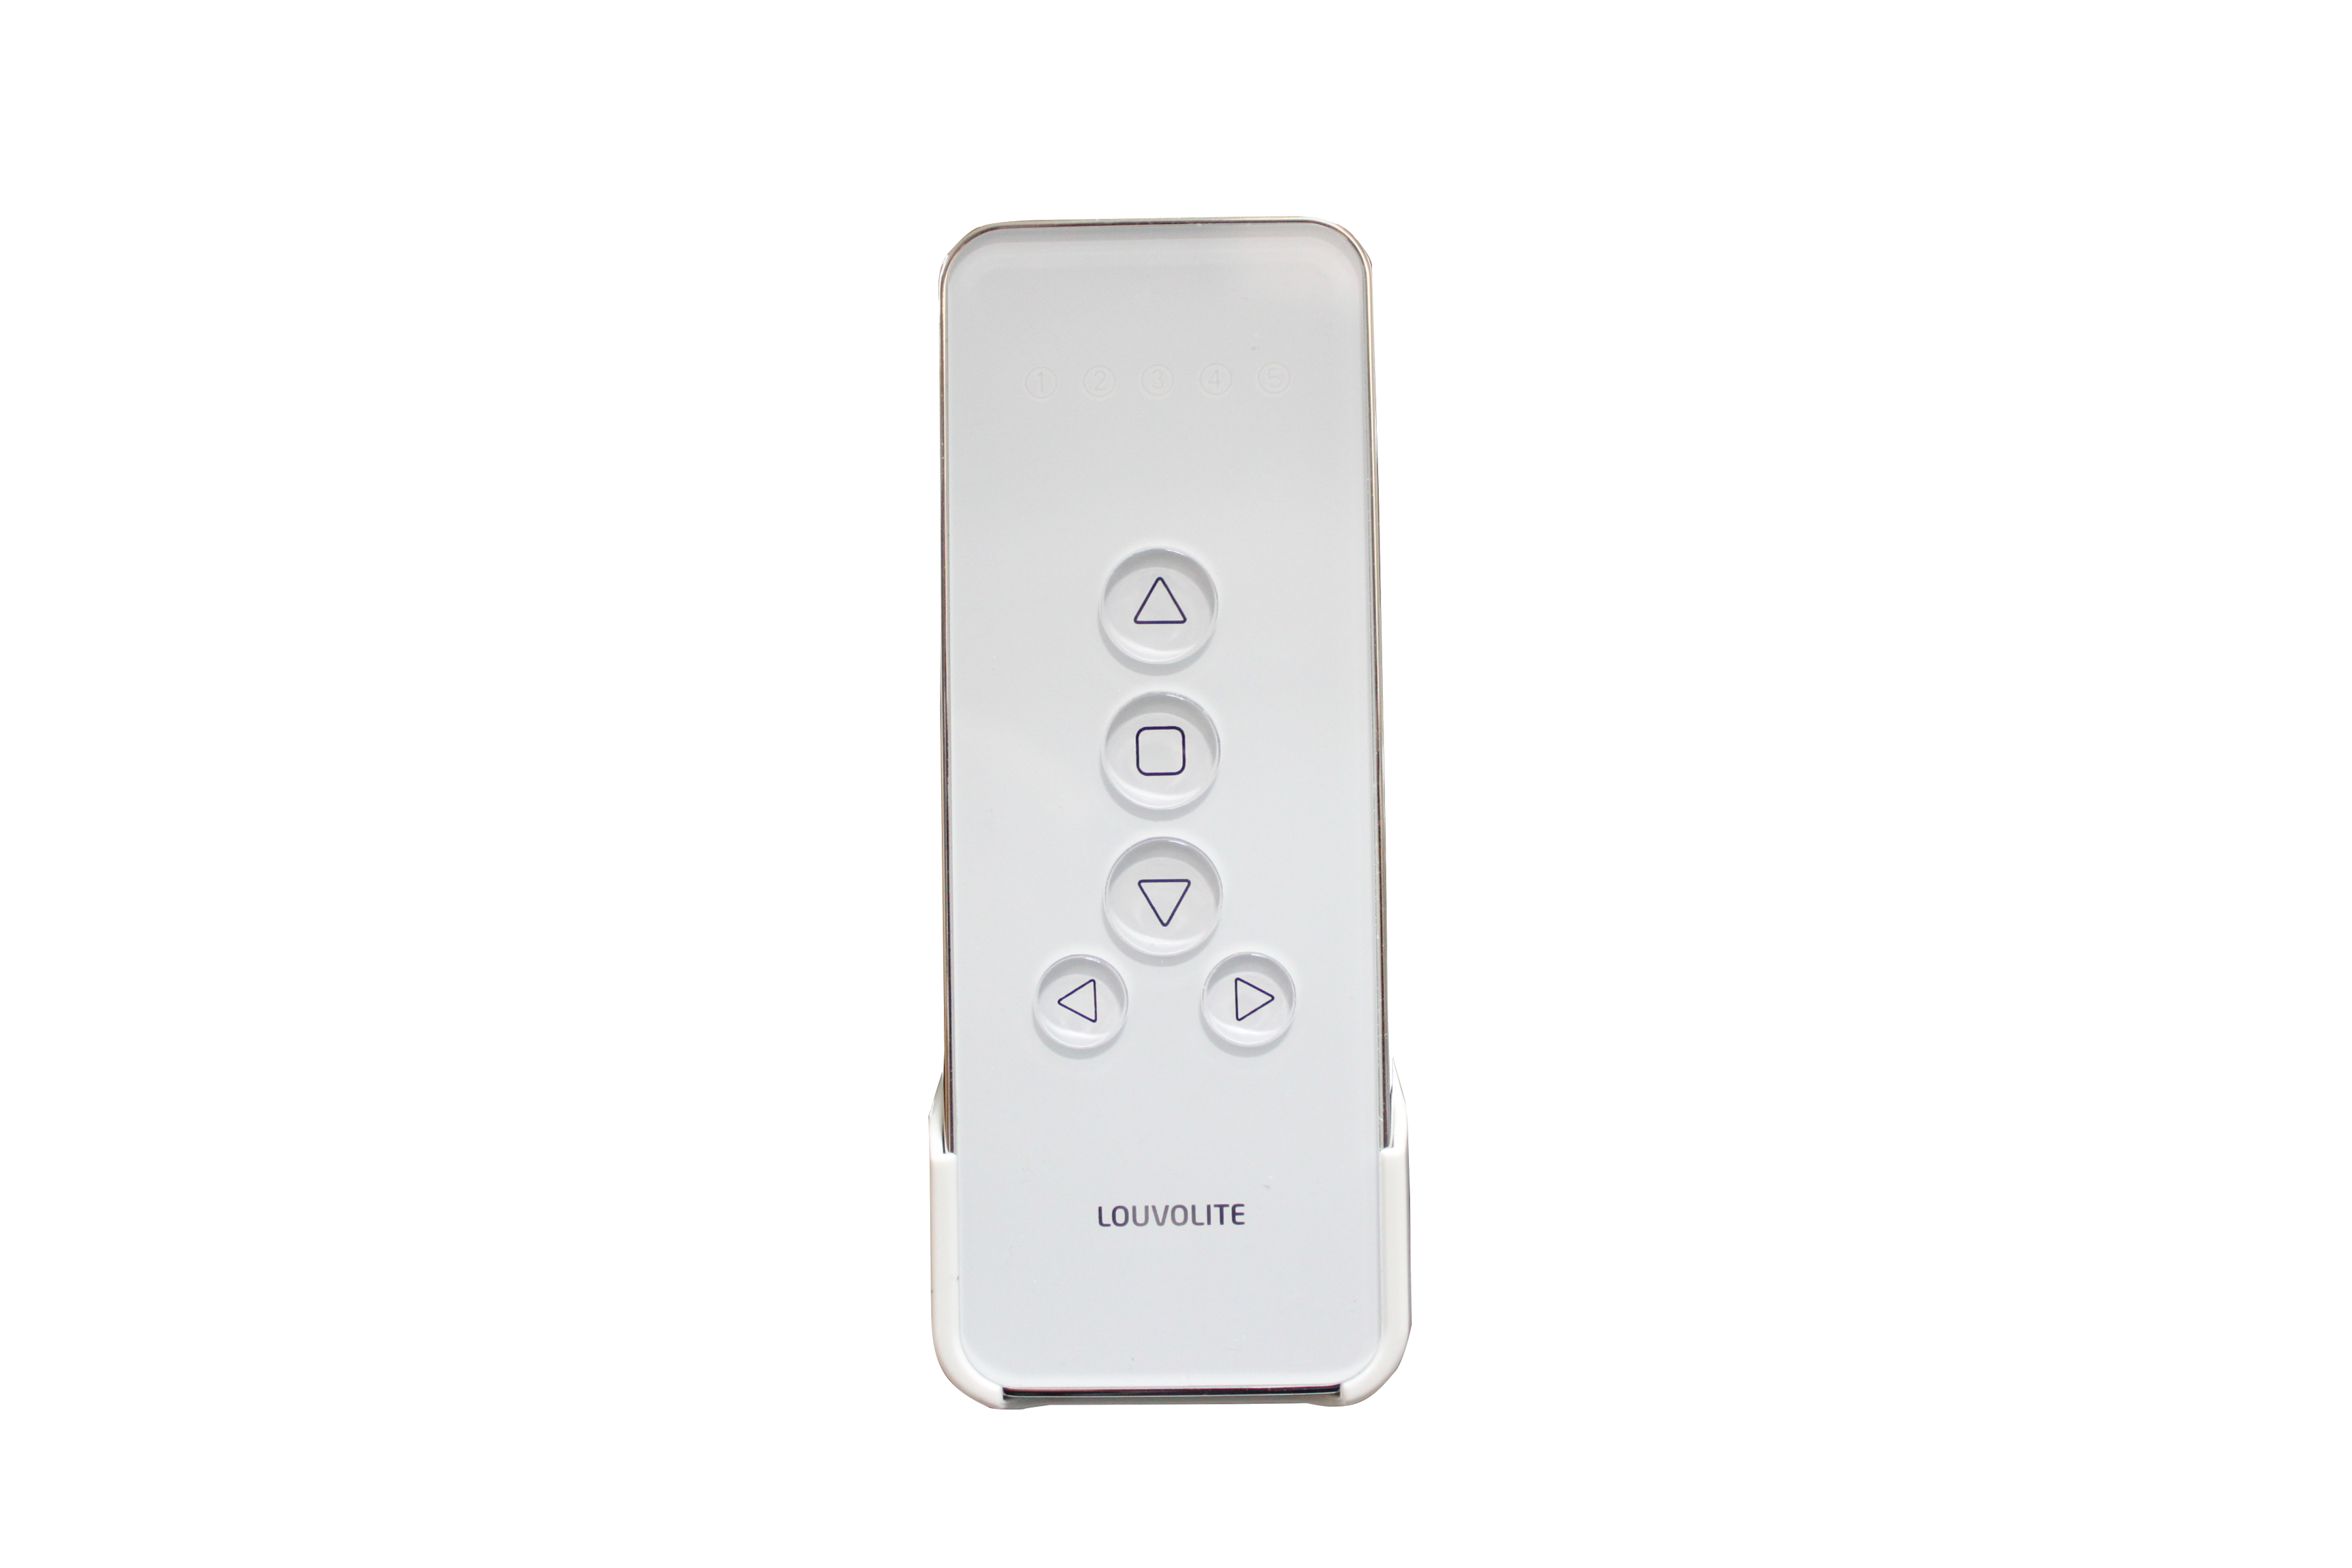 ① ② ③ ④ ⑤
LOUVOLITE